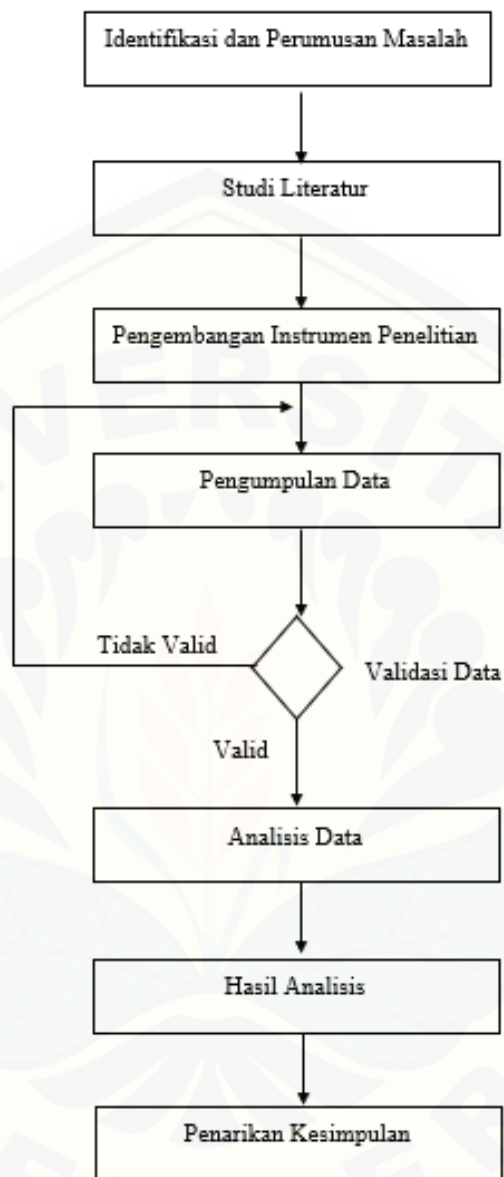 Identifikasi dan Perumusan Masalah
Studi Literatur
Pengembangan Instrumen Penelitian
Pengumpulan Data
Tidak Valid
Validasi Data
Valid
Analisis Data
Hasil Analisis
Penarikan Kesimpulan